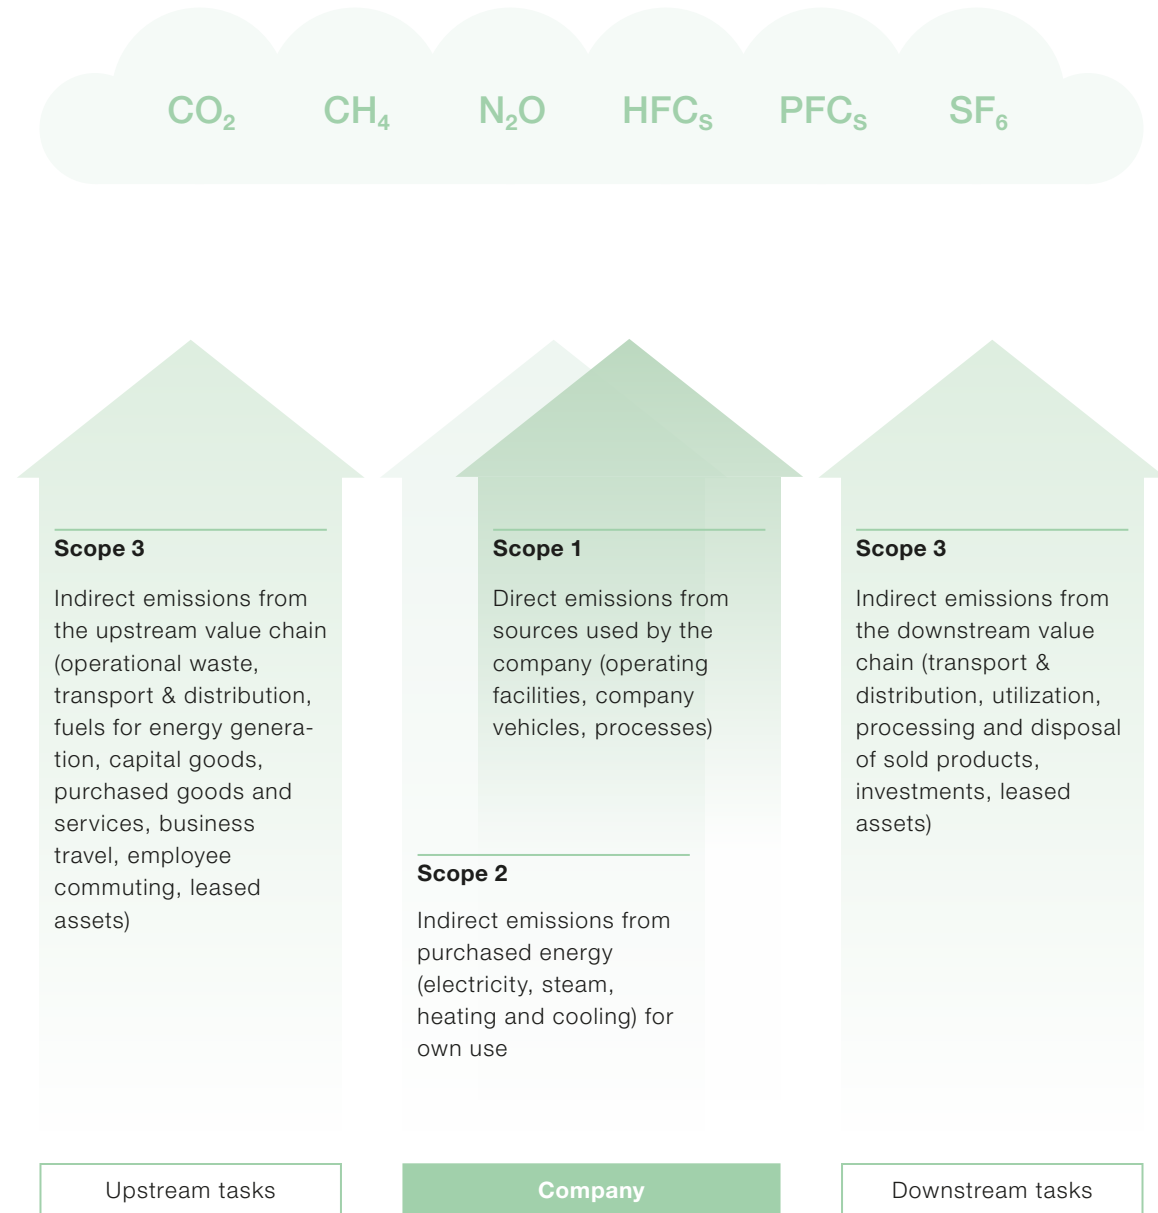 CO₂ CH₄ N₂O HFCₛ PFCₛ SF₆
Scope 3
Indirect emissions from
the upstream value chain
(operational waste,
transport & distribution,
fuels for energy genera-
tion, capital goods,
purchased goods and
services, business
travel, employee
commuting, leased
assets)
Scope 1
Direct emissions from
sources used by the
company (operating
facilities, company
vehicles, processes)
Scope 2
Indirect emissions from
purchased energy
(electricity, steam,
heating and cooling) for
own use
Scope 3
Indirect emissions from
the downstream value
chain (transport &
distribution, utilization,
processing and disposal
of sold products,
investments, leased
assets)
Upstream tasks
Company
Downstream tasks